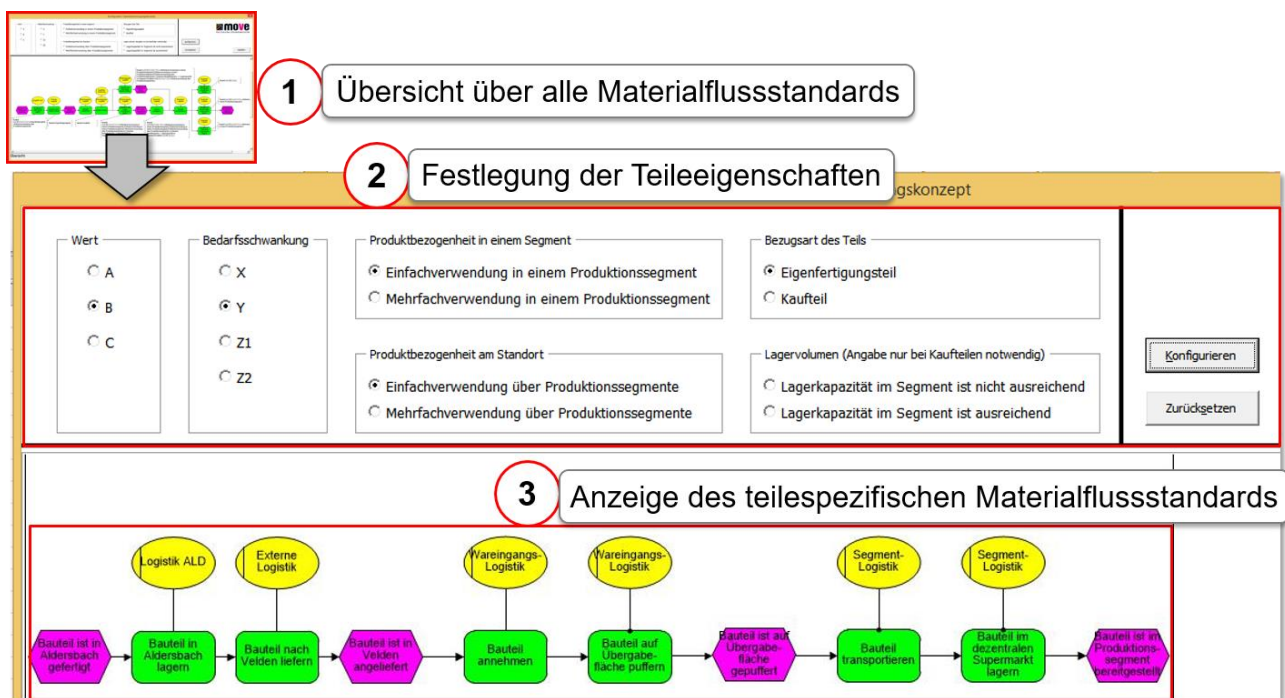 move
1
Übersicht über alle Materialflussstandards
2
Festlegung der Teileeigenschaften
gskonzept
Wert
A
B
C
Bedarfsschwankung
X
Y
Z1
Z2
Produktbezogenheit in einem Segment
Einfachverwendung in einem Produktionssegment
Mehrfachverwendung in einem Produktionssegment
Bezugsart des Teils
Eigenfertigungsteil
Kaufteil
Produktbezogenheit am Standort
Einfachverwendung über Produktionssegmente
Mehrfachverwendung über Produktionssegmente
Lagervolumen (Angabe nur bei Kaufteilen notwendig)
Lagerkapazität im Segment ist nicht ausreichend
Lagerkapazität im Segment ist ausreichend
Konfigurieren
Zurücksetzen
3
Anzeige des teilespezifischen Materialflussstandards
Logistik ALD
Externe
Logistik
Wareingangs-
Logistik
Wareingangs-
Logistik
Segment-
Logistik
Segment-
Logistik
Bauteil ist in
Aldersbach
gefertigt
Bauteil in
Aldersbach
lagern
Bauteil nach
Velden liefern
Bauteil ist in
Velden
angeliefert
Bauteil
annehmen
Bauteil auf
Übergabe-
fläche puffern
Bauteil ist auf
Übergabe-
fläche
gepuffert
Bauteil
transportieren
Bauteil im
dezentralen
Supermarkt
lagern
Bauteil ist im
Produktions-
segment
bereitgestellt